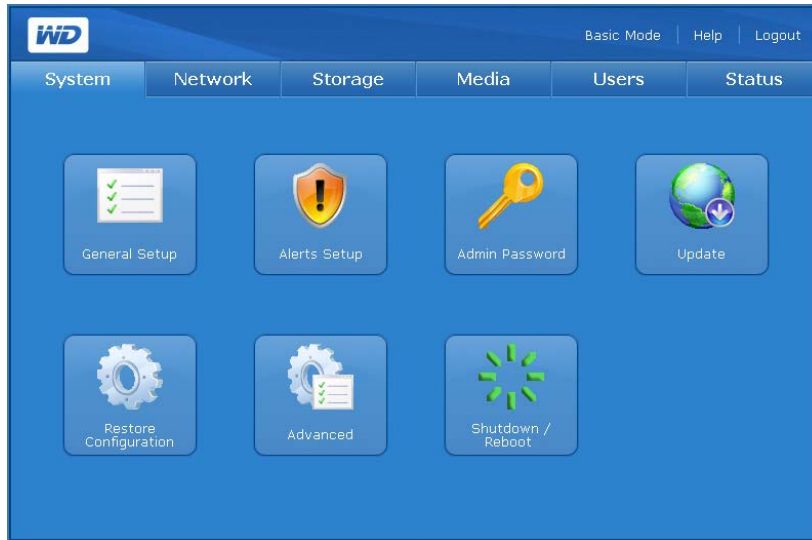 WD
Basic Mode | Help | Logout
System Network Storage Media Users Status
General Setup
Alerts Setup
Admin Password
Update
Restore
Configuration
Advanced
Shutdown /
Reboot